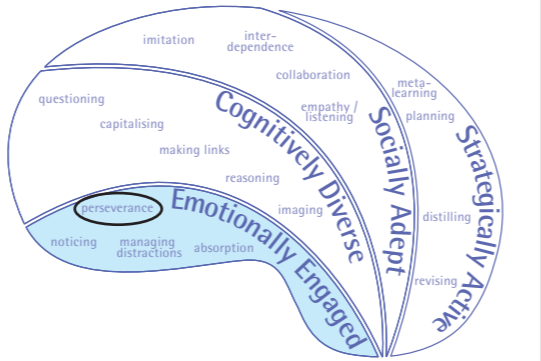 imitation
inter-
dependence
collaboration
empathy /
listening
Socially Adept
meta-
learning
planning
distilling
revising
Strategically Active
questioning
capitalising
making links
reasoning
imaging
Cognitively Diverse
perseverance
noticing
managing
distractions
absorption
Emotionally Engaged